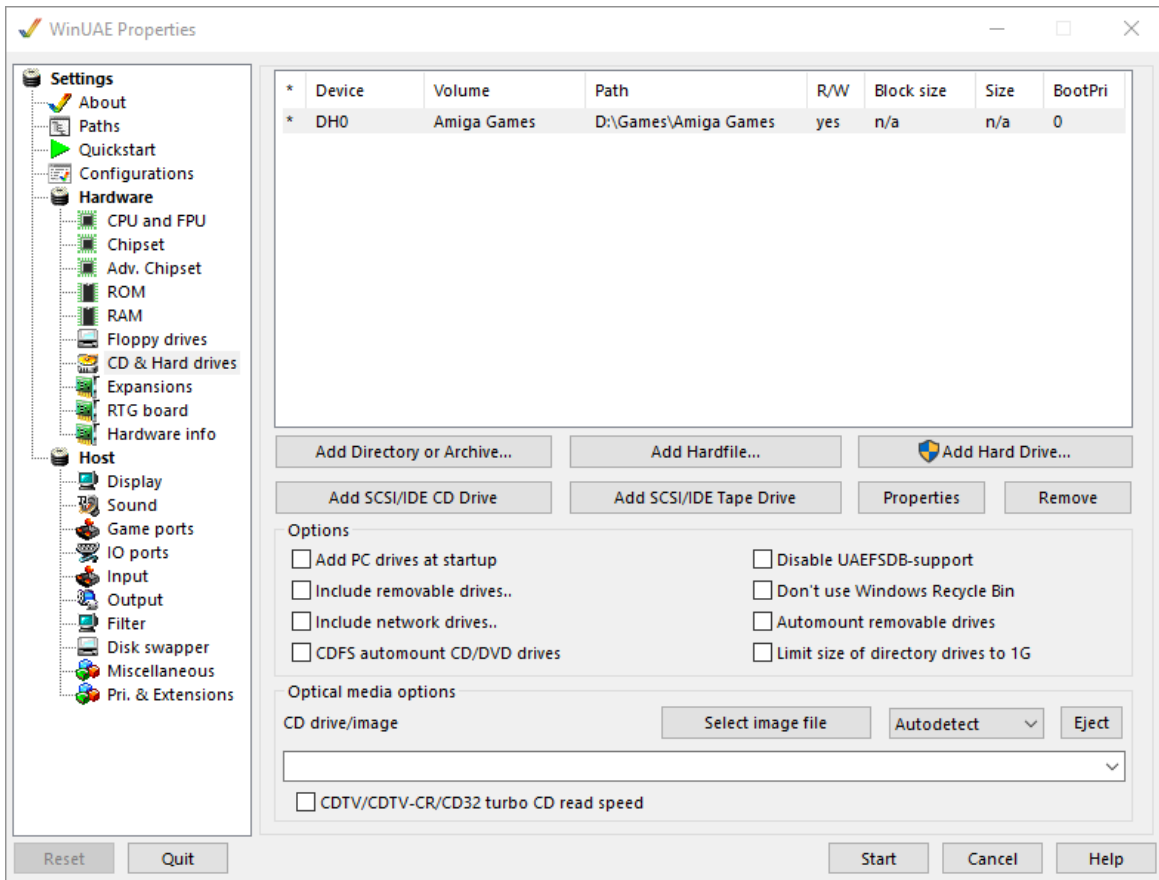 WinUAE Properties
Settings
About
Paths
Quickstart
Configurations
Hardware
CPU and FPU
Chipset
Adv. Chipset
ROM
RAM
Floppy drives
CD & Hard drives
Expansions
RTG board
Hardware info
Host
Display
Sound
Game ports
IO ports
Input
Output
Filter
Disk swapper
Miscellaneous
Pri. & Extensions
* Device Volume Path R/W Block size Size BootPri
* DH0 Amiga Games D:\Games\Amiga Games yes n/a n/a 0
Add Directory or Archive... Add Hardfile... Add Hard Drive...
Add SCSI/IDE CD Drive Add SCSI/IDE Tape Drive Properties Remove
Options
Add PC drives at startup Disable UAEFSDB-support
Include removable drives.. Don't use Windows Recycle Bin
Include network drives.. Automount removable drives
CDFS automount CD/DVD drives Limit size of directory drives to 1G
Optical media options
CD drive/image Select image file Autodetect Eject
CDTV/CDTV-CR/CD32 turbo CD read speed
Reset Quit Start Cancel Help